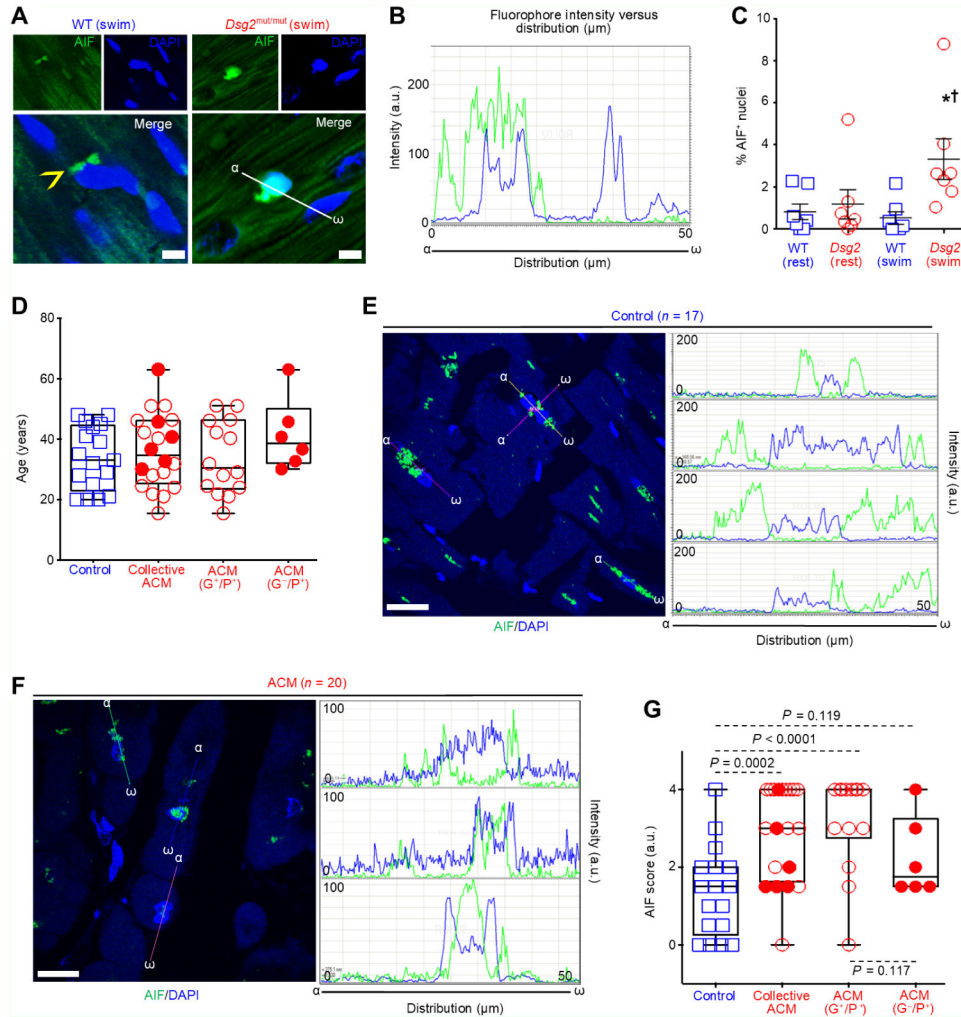 A
WT (swim)
Dsg2mut/mut (swim)
AIF
DAPI
AIF
DAPI
Merge
Merge
α
ω
B
Fluorophore intensity versus
distribution (µm)
Intensity (a.u.)
200
100
0
0
50
α
ω
Distribution (µm)
C
% AIF+ nuclei
10
8
6
4
2
0
*†
WT
(rest)
Dsg2
(rest)
WT
(swim
Dsg2
(swim)
D
Age (years)
80
60
40
20
0
Control
Collective
ACM
ACM
(G+/P+)
ACM
(G−/P+)
E
Control (n = 17)
α
ω
α
ω
α
ω
α
ω
AIF/DAPI
200
0
200
0
200
0
200
0
50
Intensity (a.u.)
α
ω
Distribution (µm)
F
ACM (n = 20)
α
ω
α
ω
α
ω
AIF/DAPI
100
0
100
0
100
0
50
Intensity (a.u.)
α
ω
Distribution (µm)
G
P = 0.119
P < 0.0001
P = 0.0002
AIF score (a.u.)
4
2
0
P = 0.117
Control
Collective
ACM
ACM
(G+/P+)
ACM
(G−/P+)